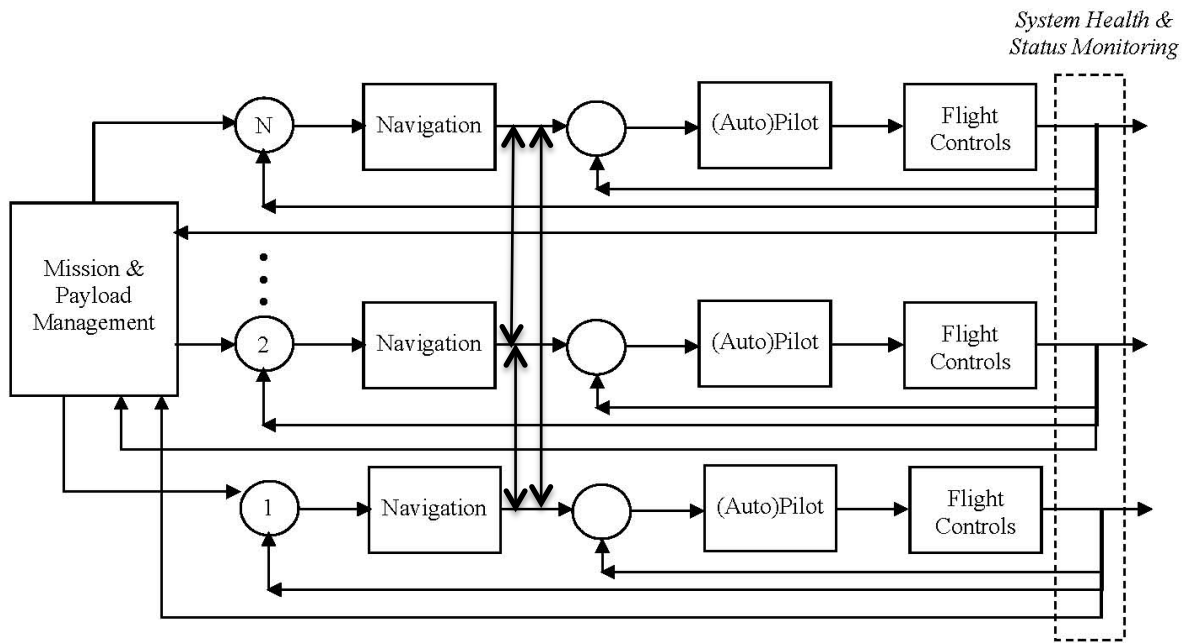 System Health &
Status Monitoring
N
Navigation
(Auto)Pilot
Flight
Controls
Mission &
Payload
Management
2
Navigation
(Auto)Pilot
Flight
Controls
1
Navigation
(Auto)Pilot
Flight
Controls